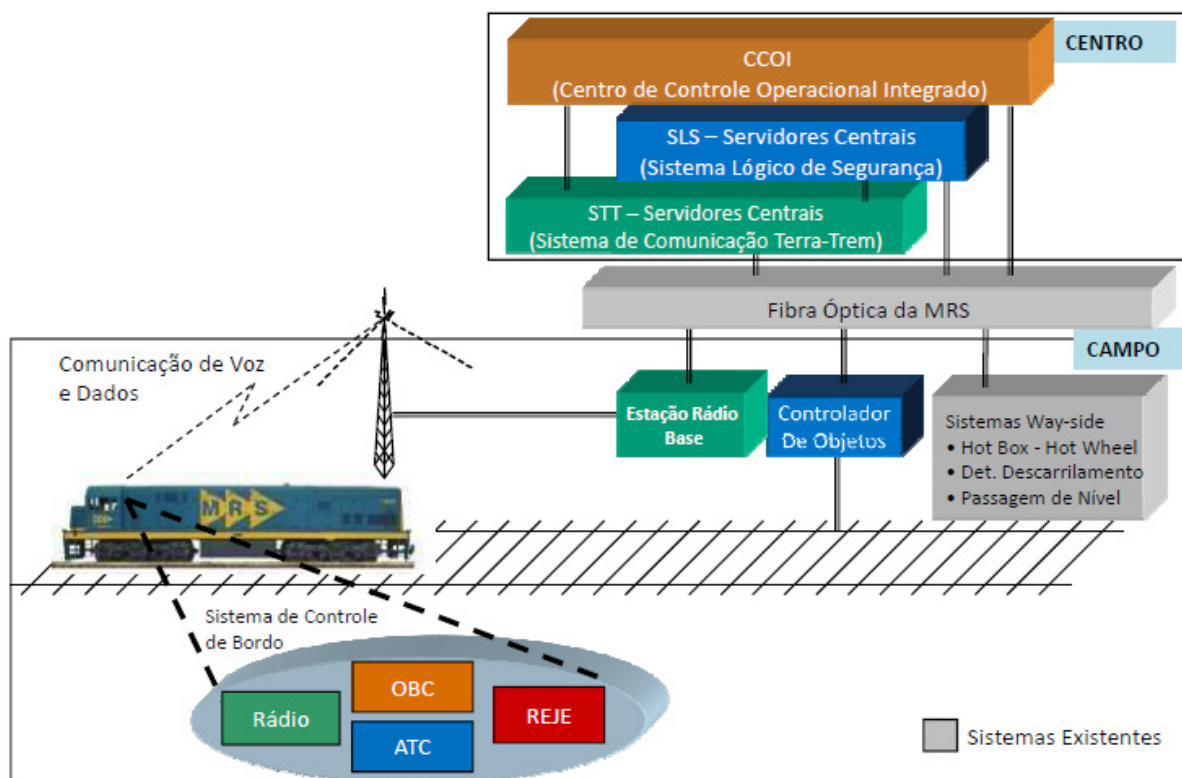 CENTRO
CCOI
(Centro de Controle Operacional Integrado)
SLS – Servidores Centrais
(Sistema Lógico de Segurança)
STT – Servidores Centrais
(Sistema de Comunicação Terra-Trem)
Fibra Óptica da MRS
CAMPO
Comunicação de Voz
e Dados
Estação Rádio
Base
Controlador
De Objetos
Sistemas Way-side
• Hot Box - Hot Wheel
• Det. Descarrilamento
• Passagem de Nível
MRS
Sistema de Controle
de Bordo
Rádio
OBC
ATC
REJE
Sistemas Existentes